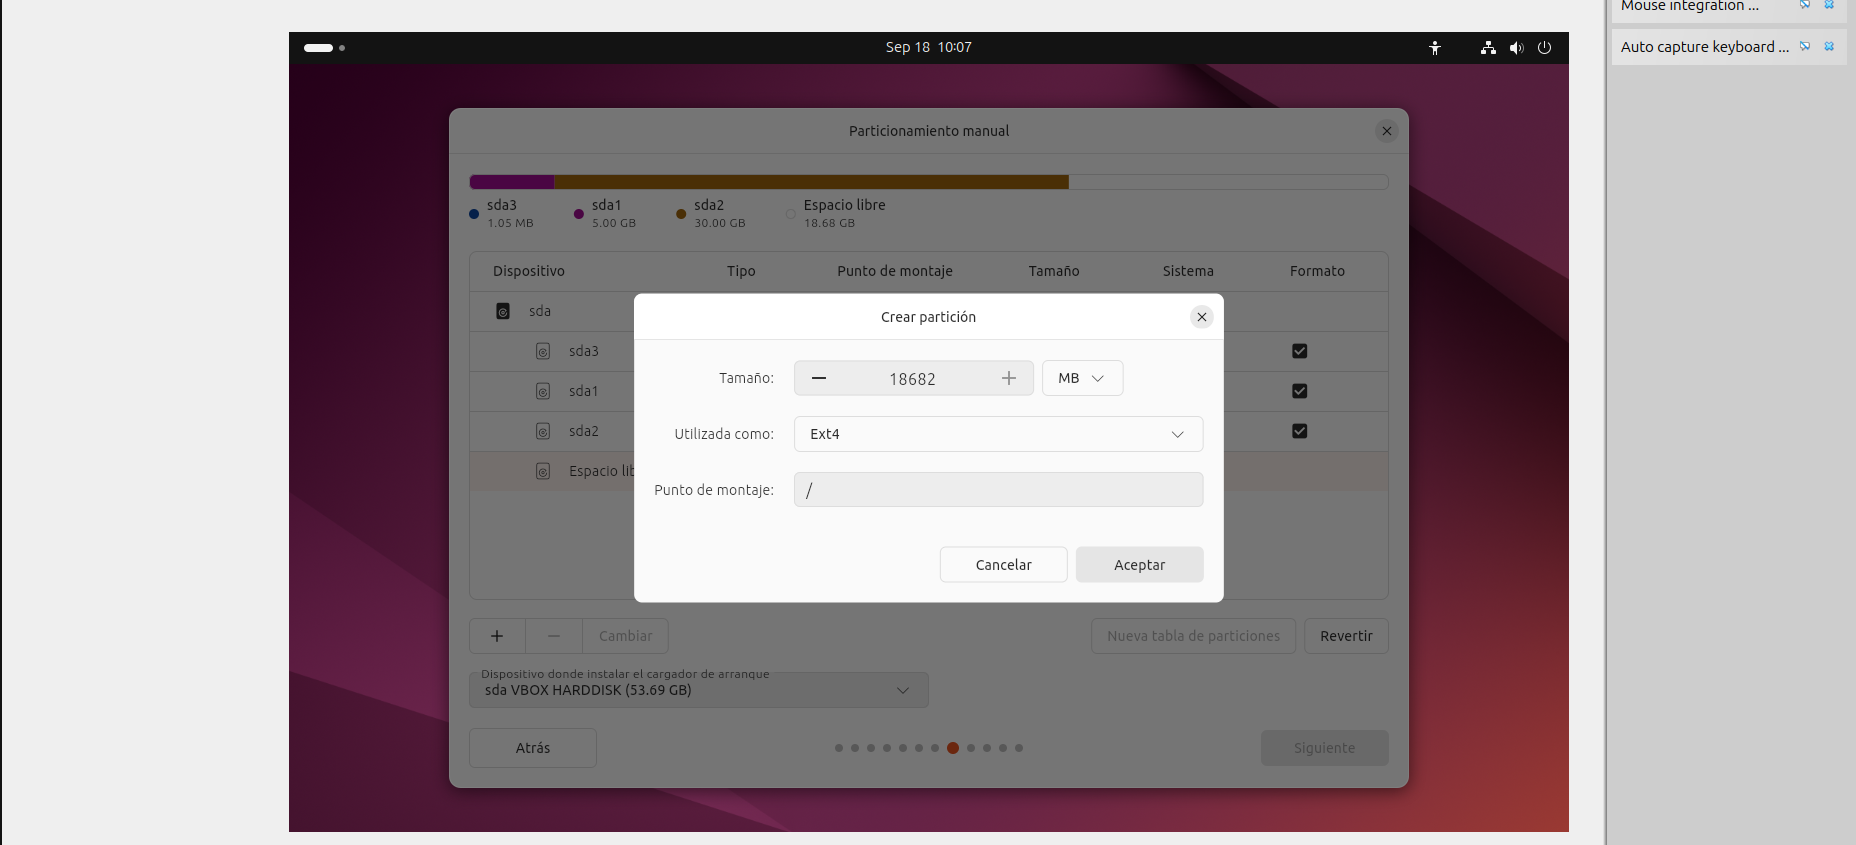 Mouse integration ...
Auto capture keyboard ...
Sep 18 10:07
Particionamiento manual
sda3
1.05 MB
sda1
5.00 GB
sda2
30.00 GB
Espacio libre
18.68 GB
Dispositivo Tipo Punto de montaje Tamaño Sistema Formato
sda
sda3
sda1
sda2
Espacio lib
Crear partición
Tamaño: 18682 MB
Utilizada como: Ext4
Punto de montaje: /
Cancelar Aceptar
Cambiar Nueva tabla de particiones Revertir
Dispositivo donde instalar el cargador de arranque
sda VBOX HARDDISK (53.69 GB)
Atrás Siguiente